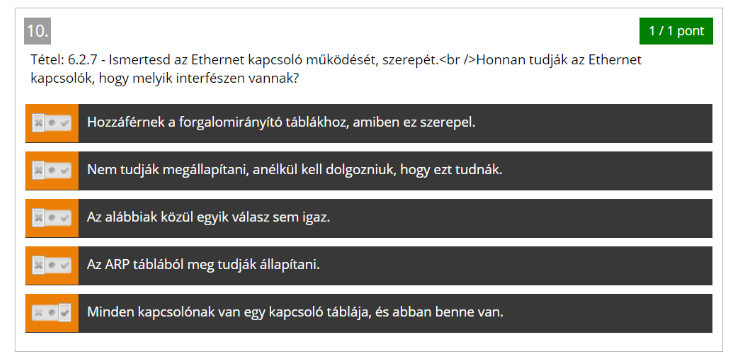 10.
1 / 1 pont
Tétel: 6.2.7 - Ismertesd az Ethernet kapcsoló működését, szerepét.<br />Honnan tudják az Ethernet
kapcsolók, hogy melyik interfészen vannak?
Hozzáférnek a forgalomirányító táblákhoz, amiben ez szerepel.
Nem tudják megállapítani, anélkül kell dolgozniuk, hogy ezt tudnák.
Az alábbiak közül egyik válasz sem igaz.
Az ARP táblából meg tudják állapítani.
Minden kapcsolónak van egy kapcsoló táblája, és abban benne van.